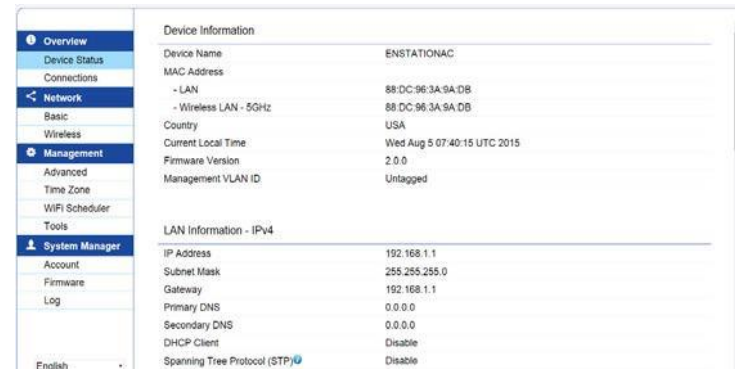 Overview
Device Status
Connections
Network
Basic
Wireless
Management
Advanced
Time Zone
WiFi Scheduler
Tools
System Manager
Account
Firmware
Log
English
Device Information
Device Name ENSTATIONAC
MAC Address
- LAN 88:DC:96:3A:9A:DB
- Wireless LAN - 5GHz 88:DC:96:3A:9A:DB
Country USA
Current Local Time Wed Aug 5 07:40:15 UTC 2015
Firmware Version 2.0.0
Management VLAN ID Untagged
LAN Information - IPv4
IP Address 192.168.1.1
Subnet Mask 255.255.255.0
Gateway 192.168.1.1
Primary DNS 0.0.0.0
Secondary DNS 0.0.0.0
DHCP Client Disable
Spanning Tree Protocol (STP) Disable